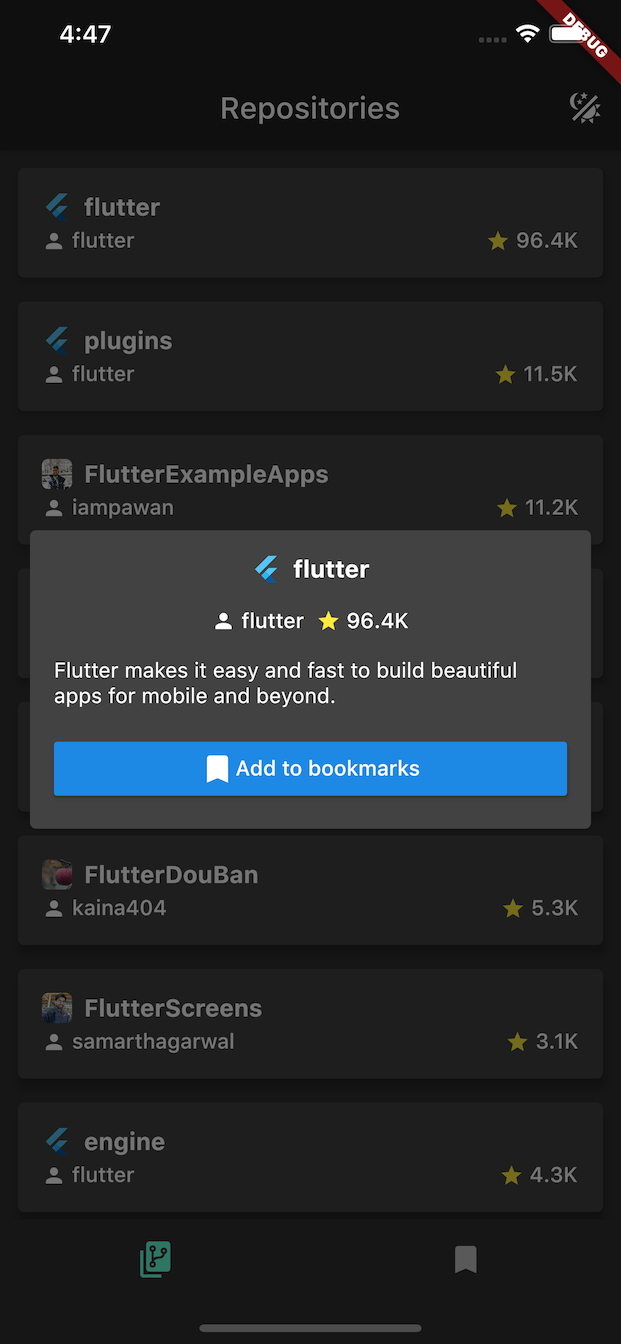 4:47
DEBUG
Repositories
flutter
flutter 96.4K
plugins
flutter 11.5K
FlutterExampleApps
iampawan 11.2K
flutter
flutter 96.4K
Flutter makes it easy and fast to build beautiful
apps for mobile and beyond.
Add to bookmarks
FlutterDouBan
kaina404 5.3K
FlutterScreens
samarthagarwal 3.1K
engine
flutter 4.3K